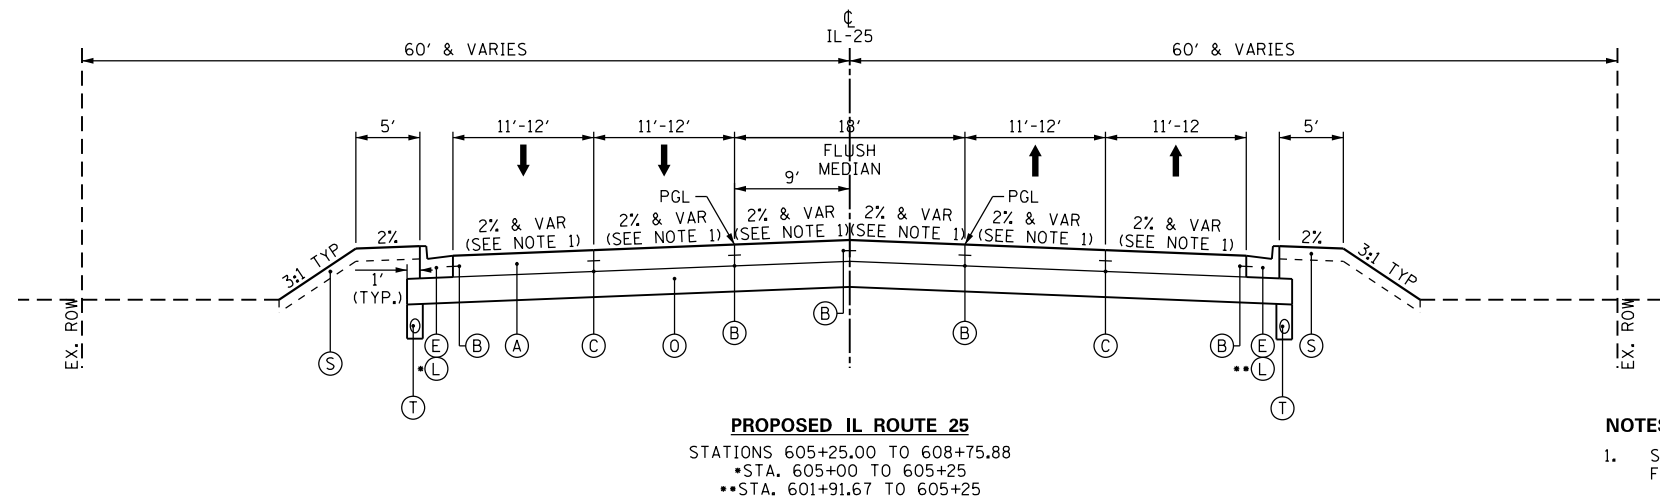 ℄
IL-25
60' & VARIES
60' & VARIES
5'
11'-12'
11'-12'
18'
11'-12'
11'-12
5'
FLUSH
MEDIAN
9'
PGL
PGL
2% & VAR
(SEE NOTE 1)
2% & VAR
(SEE NOTE 1)
2% & VAR
(SEE NOTE 1)
2% & VAR
(SEE NOTE 1)
2% & VAR
(SEE NOTE 1)
2% & VAR
(SEE NOTE 1)
2%
2%
3:1 TYP
3:1 TYP
1'
(TYP.)
EX. ROW
EX. ROW
S
E
*L
B
A
C
O
B
B
B
C
B
E
**L
S
T
T
PROPOSED IL ROUTE 25
STATIONS 605+25.00 TO 608+75.88
*STA. 605+00 TO 605+25
**STA. 601+91.67 TO 605+25
NOTES
1. S
F